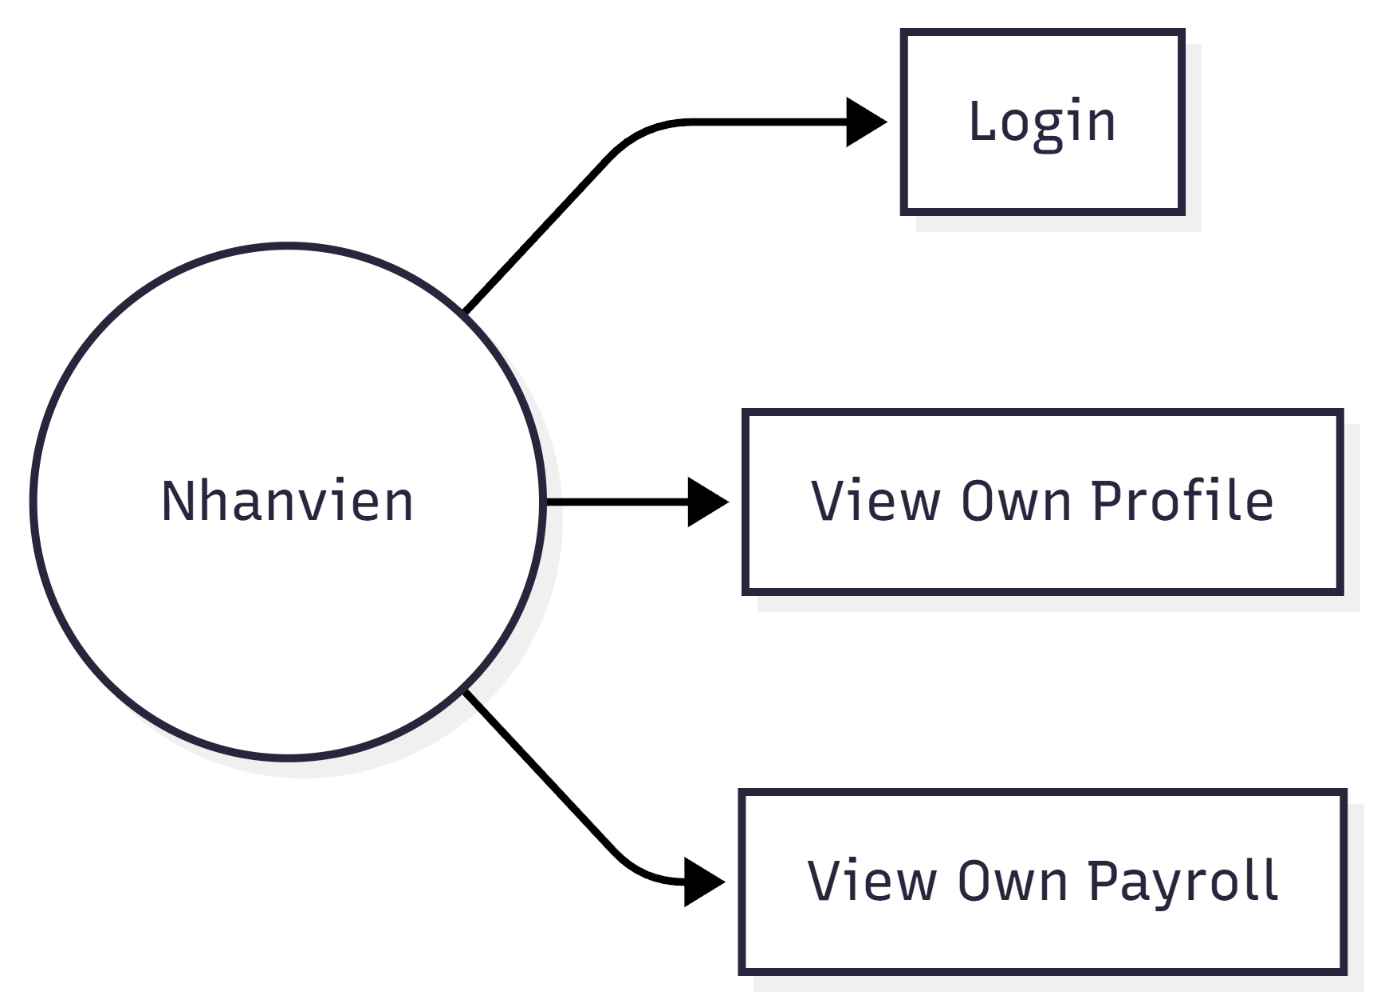 Login
Nhanvien
View Own Profile
View Own Payroll